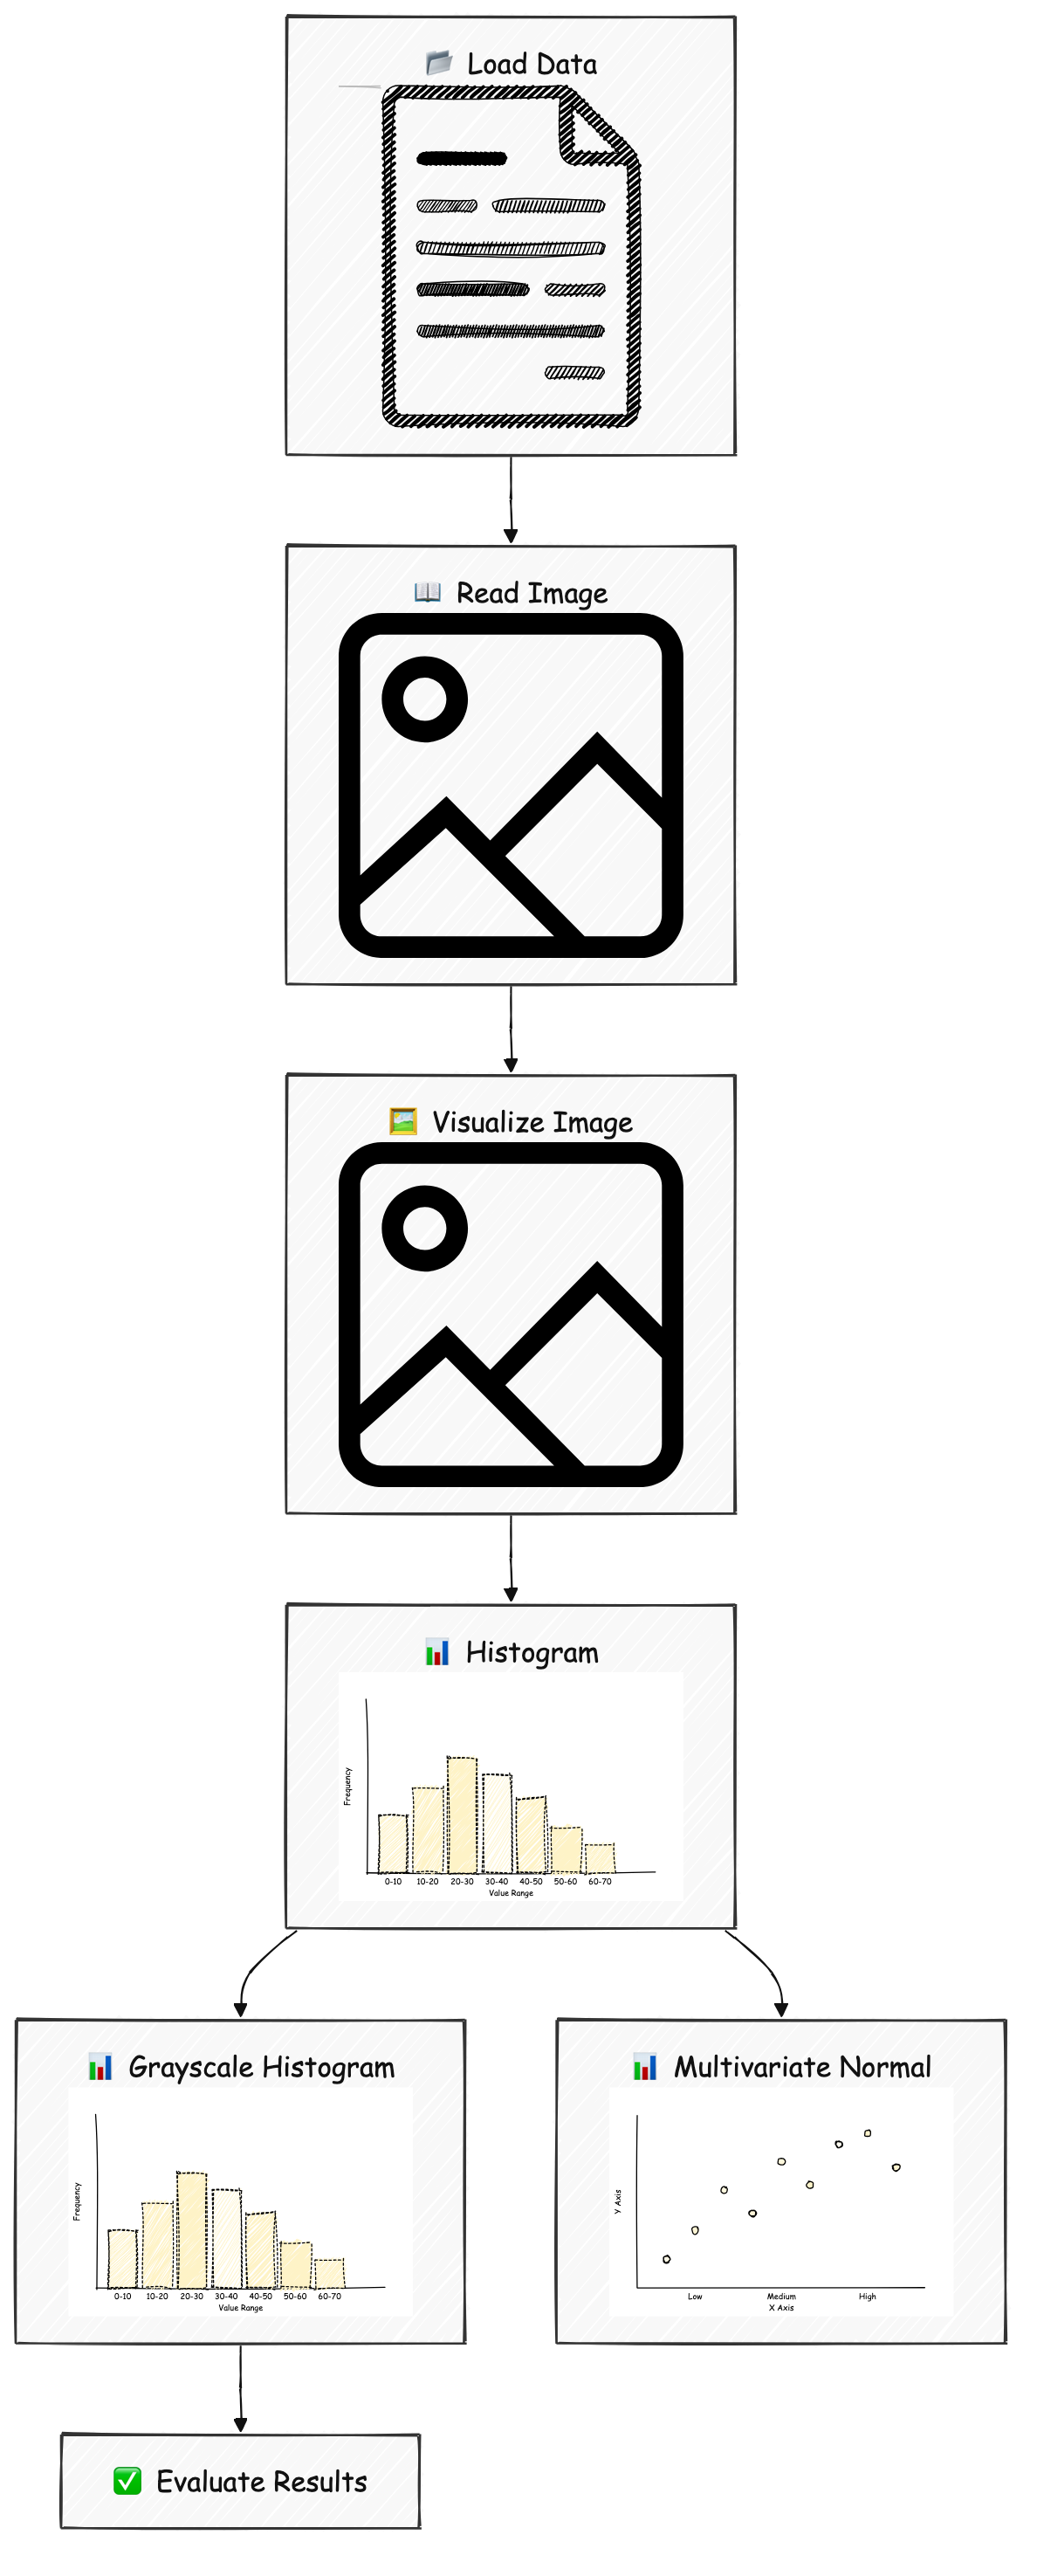 Load Data
Read Image
Visualize Image
Histogram
Frequency
0-10 10-20 20-30 30-40 40-50 50-60 60-70
Value Range
Grayscale Histogram
Frequency
0-10 10-20 20-30 30-40 40-50 50-60 60-70
Value Range
Multivariate Normal
Y Axis
Low Medium High
X Axis
Evaluate Results